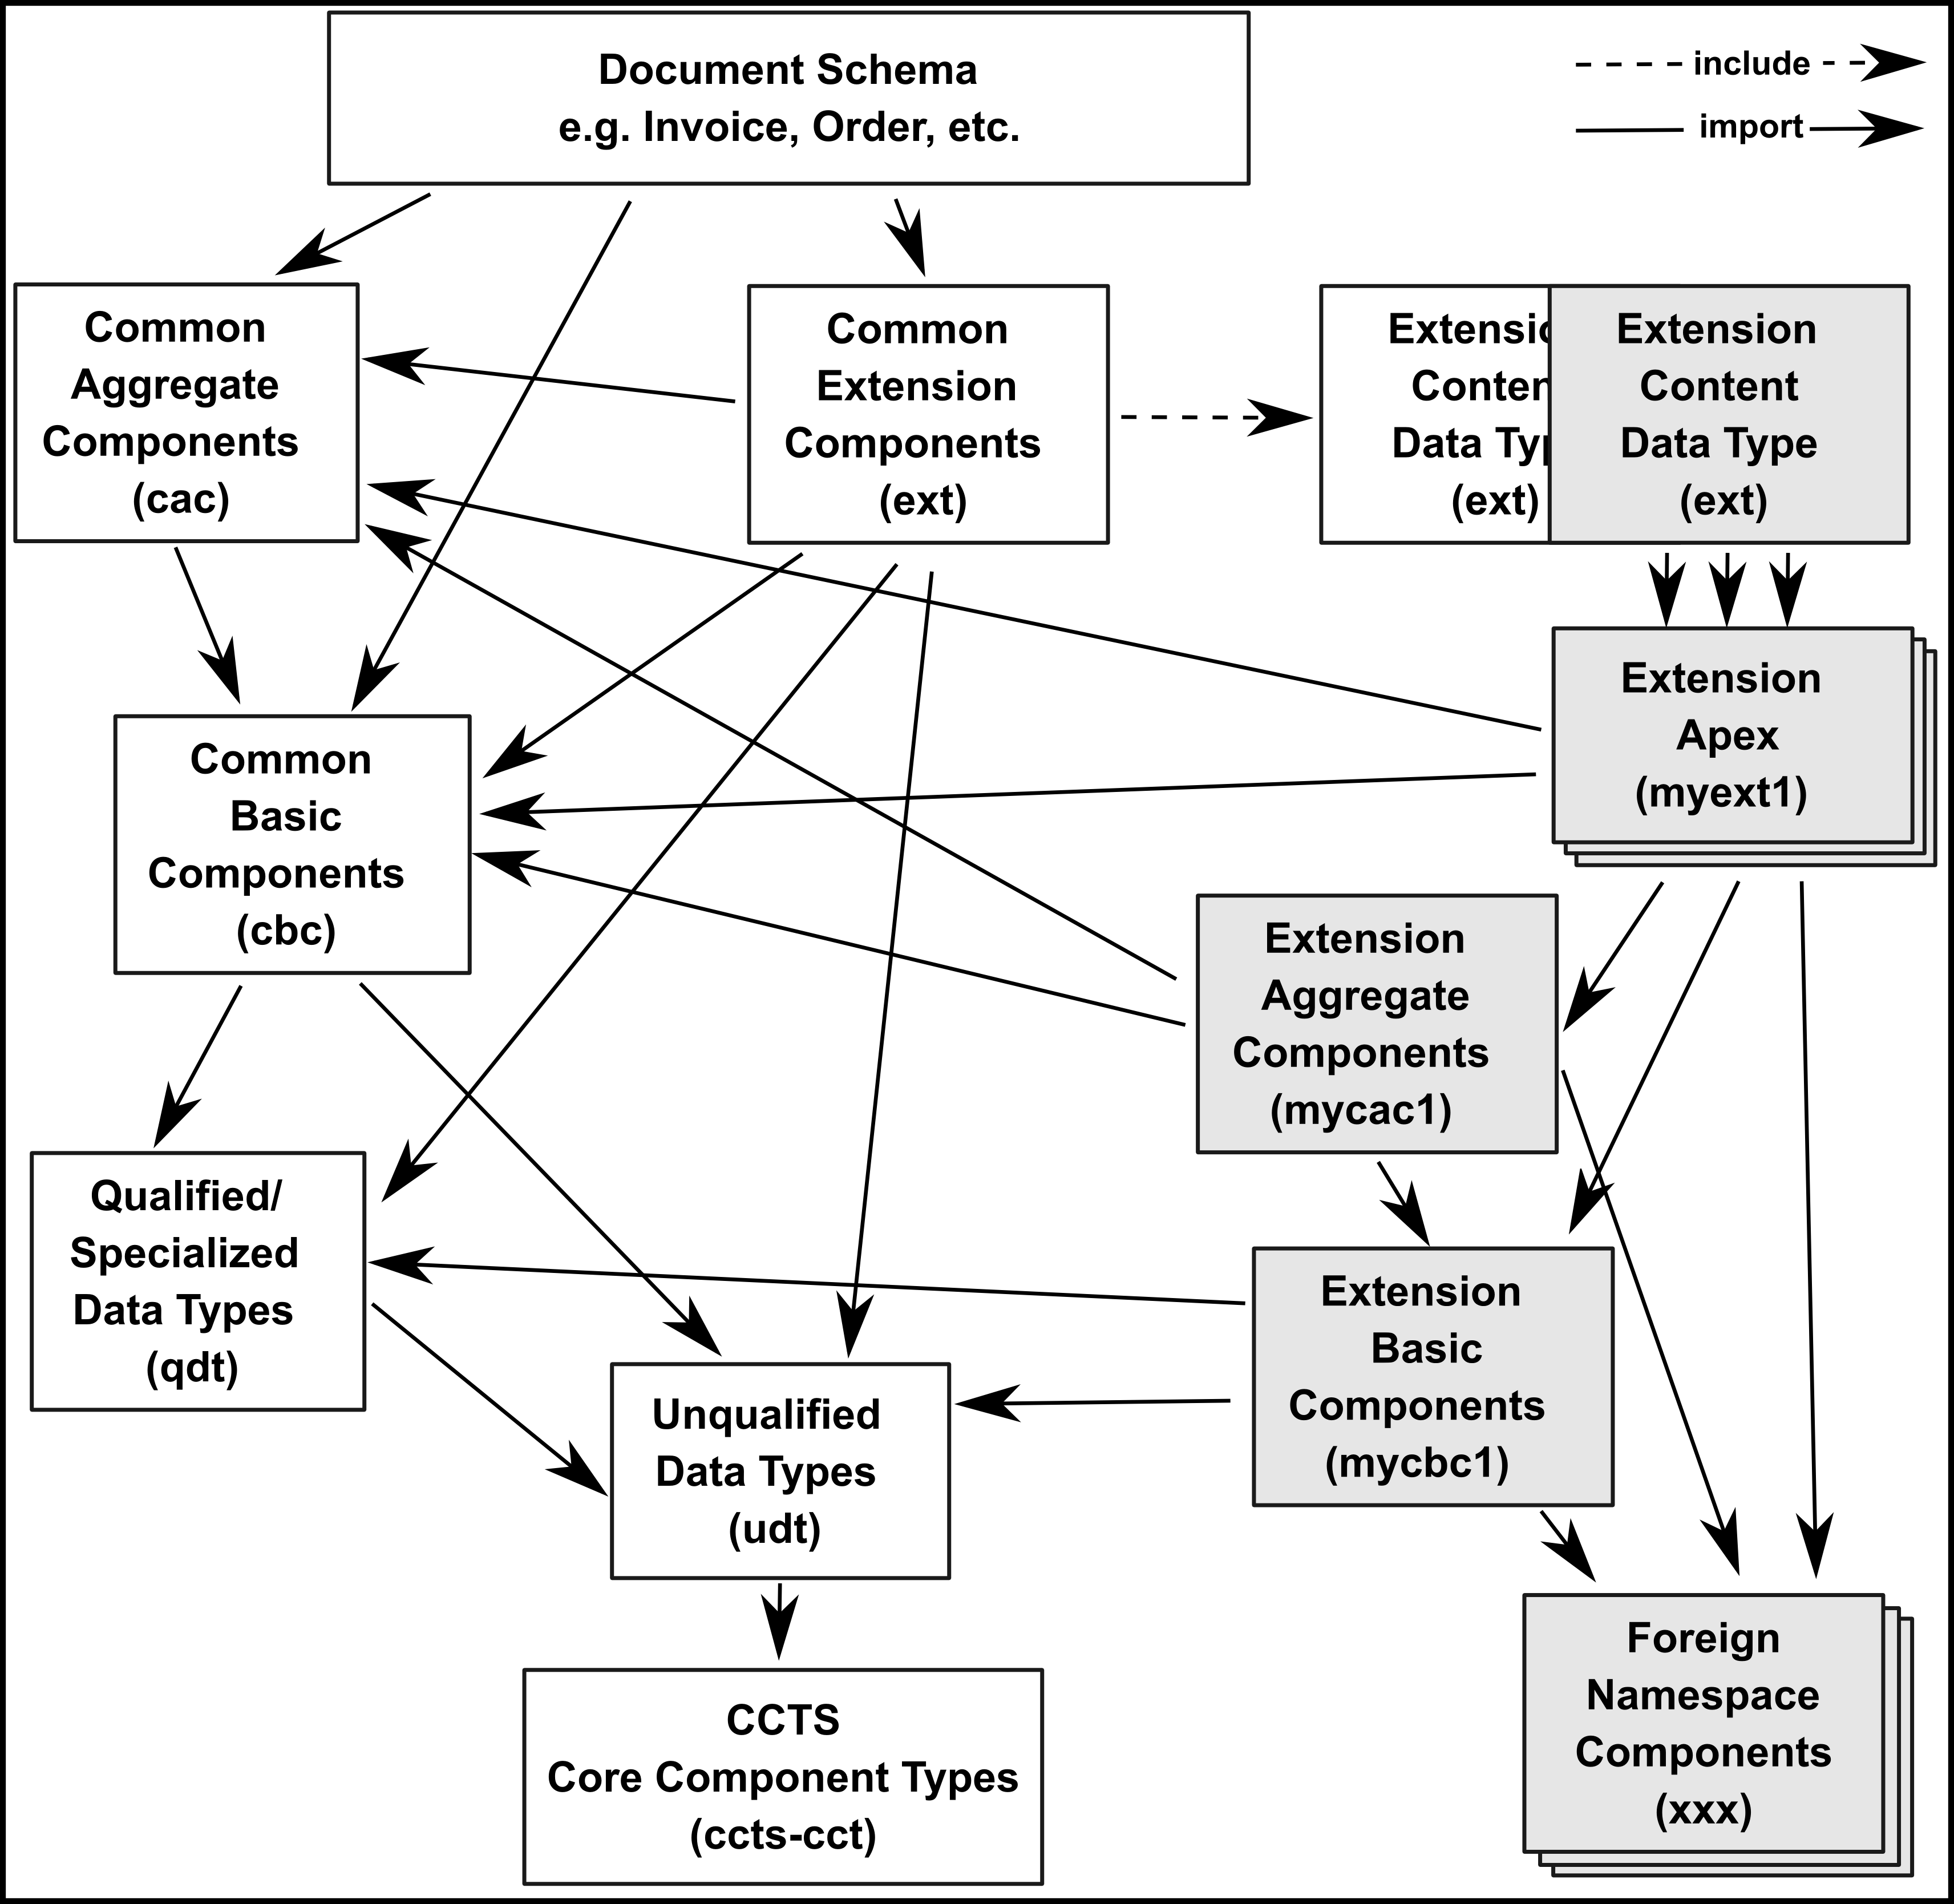 Document Schema
e.g. Invoice, Order, etc.
include
import
Common
Aggregate
Components
(cac)
Common
Extension
Components
(ext)
Extensio
Conten
Data Typ
(ext)
Extension
Content
Data Type
(ext)
Extension
Apex
(myext1)
Common
Basic
Components
(cbc)
Extension
Aggregate
Components
(mycac1)
Qualified/
Specialized
Data Types
(qdt)
Extension
Basic
Components
(mycbc1)
Unqualified
Data Types
(udt)
Foreign
Namespace
Components
(xxx)
CCTS
Core Component Types
(ccts-cct)